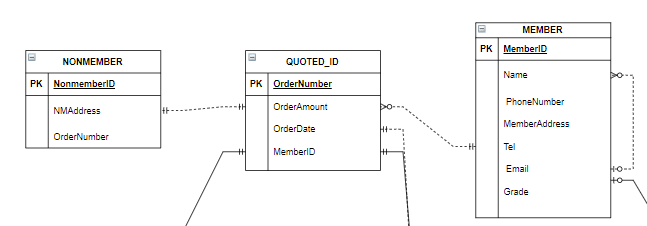 NONMEMBER
PK NonmemberID
NMAddress
OrderNumber
QUOTED_ID
PK OrderNumber
OrderAmount
OrderDate
MemberID
MEMBER
PK MemberID
Name
PhoneNumber
MemberAddress
Tel
Email
Grade